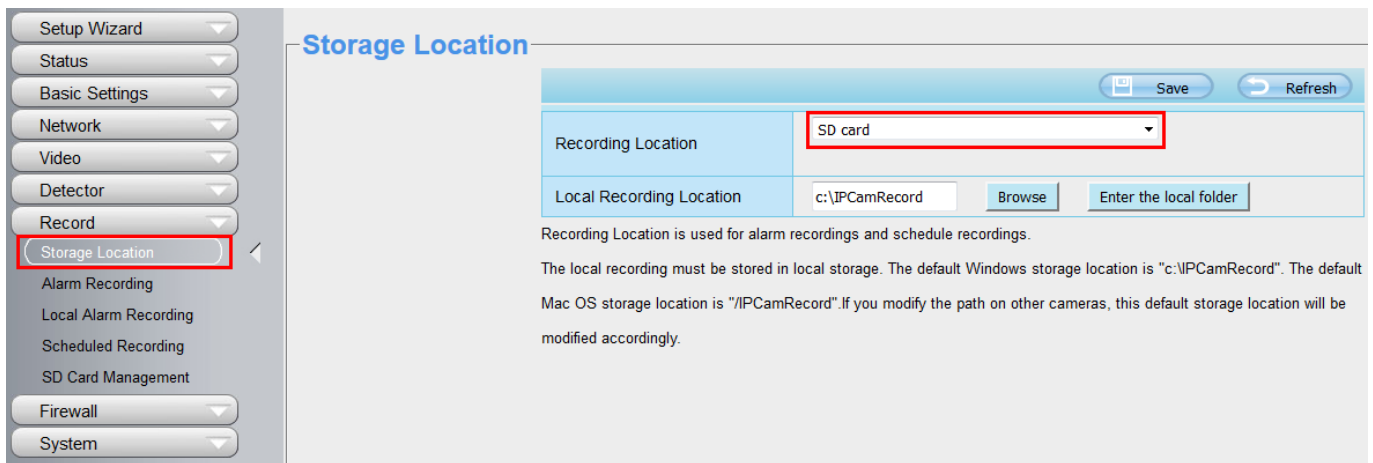 Setup Wizard
Status
Basic Settings
Network
Video
Detector
Record
Storage Location
Alarm Recording
Local Alarm Recording
Scheduled Recording
SD Card Management
Firewall
System
Storage Location
Save Refresh
Recording Location SD card
Local Recording Location c:\IPCamRecord Browse Enter the local folder
Recording Location is used for alarm recordings and schedule recordings.
The local recording must be stored in local storage. The default Windows storage location is "c:\IPCamRecord". The default
Mac OS storage location is "/IPCamRecord".If you modify the path on other cameras, this default storage location will be
modified accordingly.